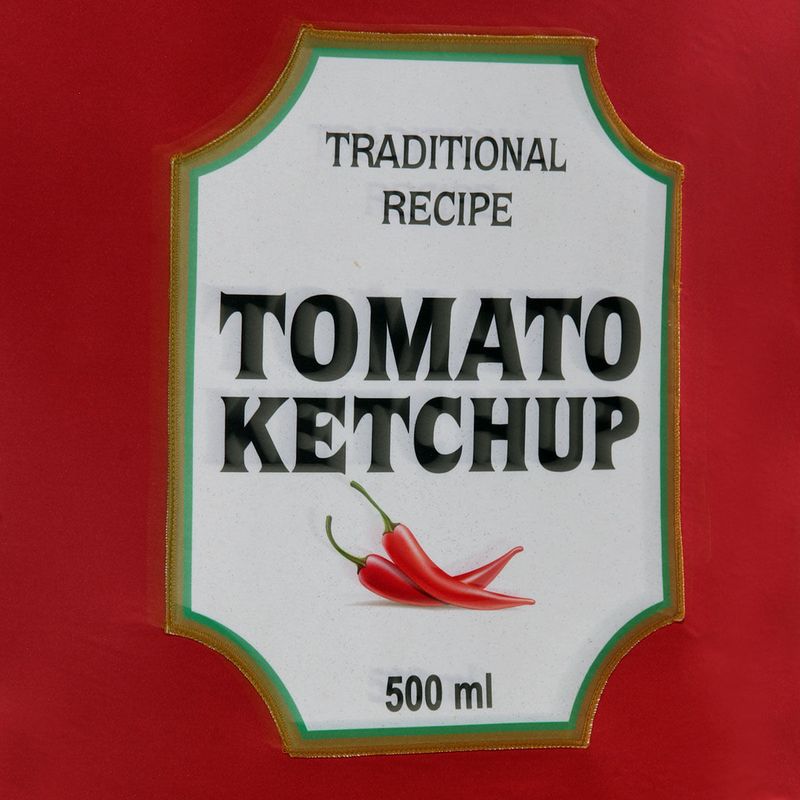 TRADITIONAL
RECIPE
TOMATO
KETCHUP
500 ml